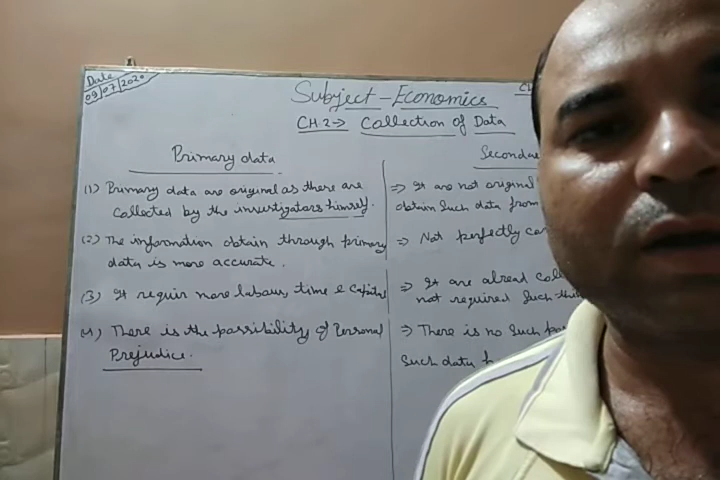 Date
09/07/2020
Subject - Economics
CH.2→ Collection of Data
Primary data
(1) Primary data are original as there are
collected by the invertigators himself.
(2) The information obtain through primary
data is more accurate.
(3) It requir more labour, time & Capital
(4) There is the possibility of Personal
Prejudice.
⇒ It are not original
obtain Such data from
⇒ Not perfectly
⇒ It are alread
not required Such
⇒ There is no Such
Such data